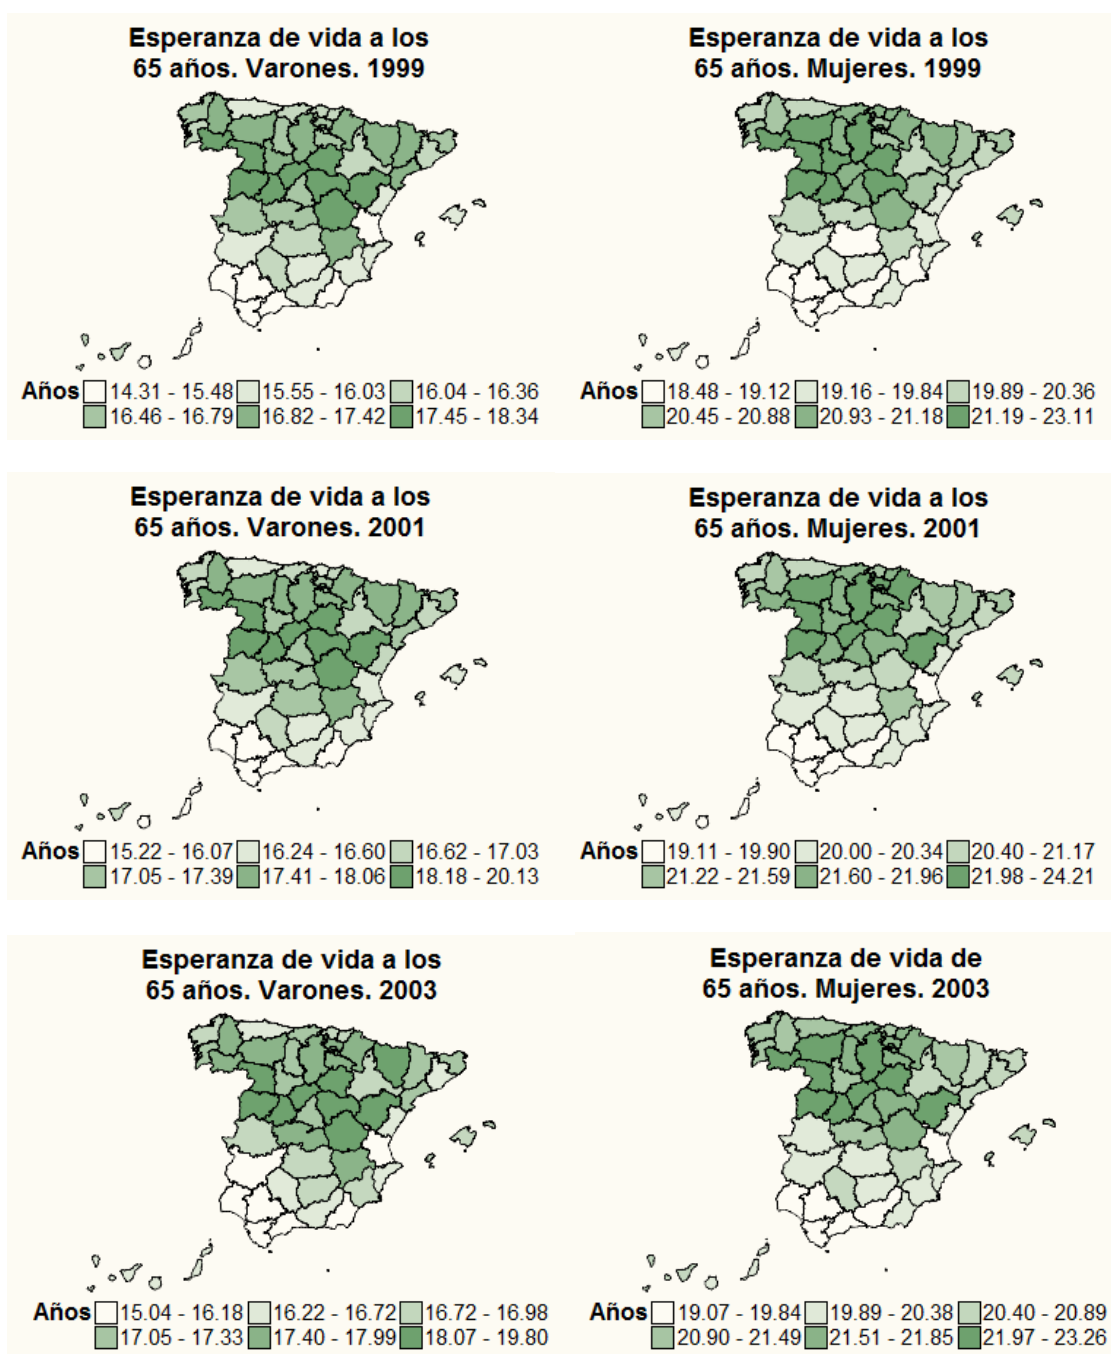 Esperanza de vida a los
65 años. Varones. 1999
Años 14.31 - 15.48 15.55 - 16.03 16.04 - 16.36
16.46 - 16.79 16.82 - 17.42 17.45 - 18.34
Esperanza de vida a los
65 años. Mujeres. 1999
Años 18.48 - 19.12 19.16 - 19.84 19.89 - 20.36
20.45 - 20.88 20.93 - 21.18 21.19 - 23.11
Esperanza de vida a los
65 años. Varones. 2001
Años 15.22 - 16.07 16.24 - 16.60 16.62 - 17.03
17.05 - 17.39 17.41 - 18.06 18.18 - 20.13
Esperanza de vida a los
65 años. Mujeres. 2001
Años 19.11 - 19.90 20.00 - 20.34 20.40 - 21.17
21.22 - 21.59 21.60 - 21.96 21.98 - 24.21
Esperanza de vida a los
65 años. Varones. 2003
Años 15.04 - 16.18 16.22 - 16.72 16.72 - 16.98
17.05 - 17.33 17.40 - 17.99 18.07 - 19.80
Esperanza de vida de
65 años. Mujeres. 2003
Años 19.07 - 19.84 19.89 - 20.38 20.40 - 20.89
20.90 - 21.49 21.51 - 21.85 21.97 - 23.26